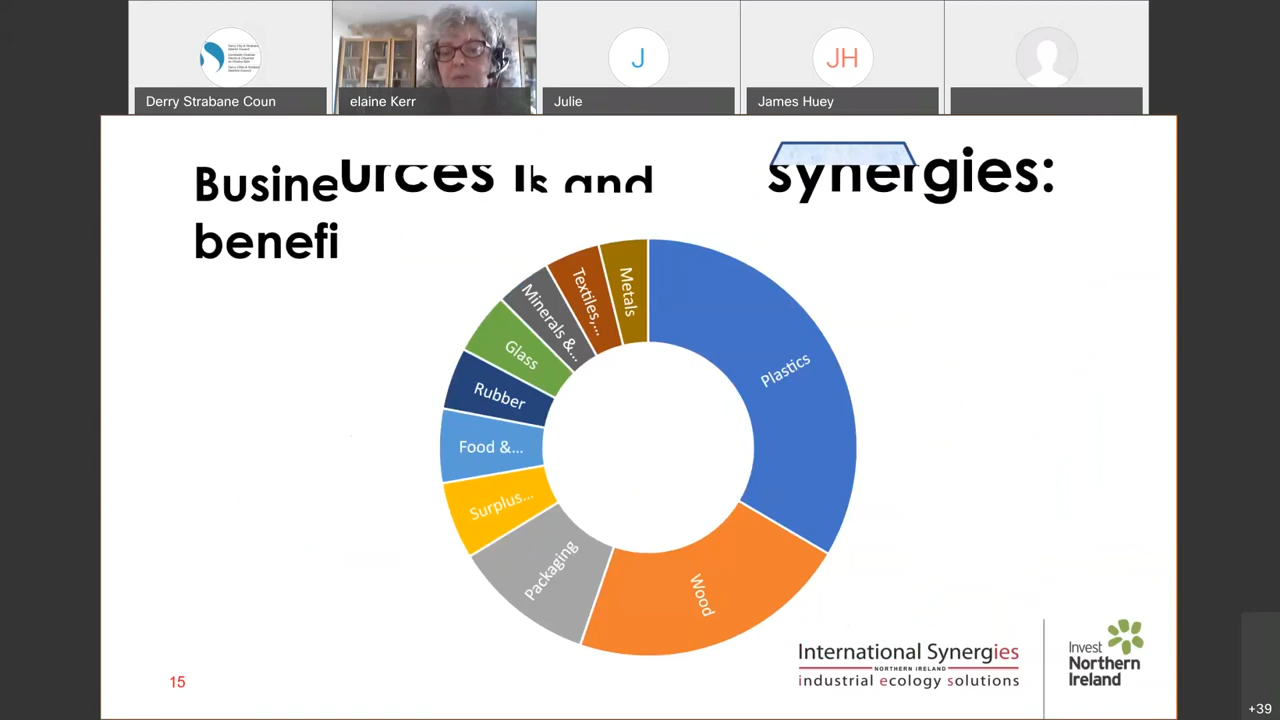 Derry Strabane Coun
elaine Kerr
J
Julie
JH
James Huey
synergies:
Busine
and
benefi
Metals
Textiles,...
Minerals &...
Glass
Rubber
Food &...
Surplus...
Packaging
Wood
Plastics
International Synergies
NORTHERN IRELAND
industrial ecology solutions
Invest
Northern
Ireland
15
+39